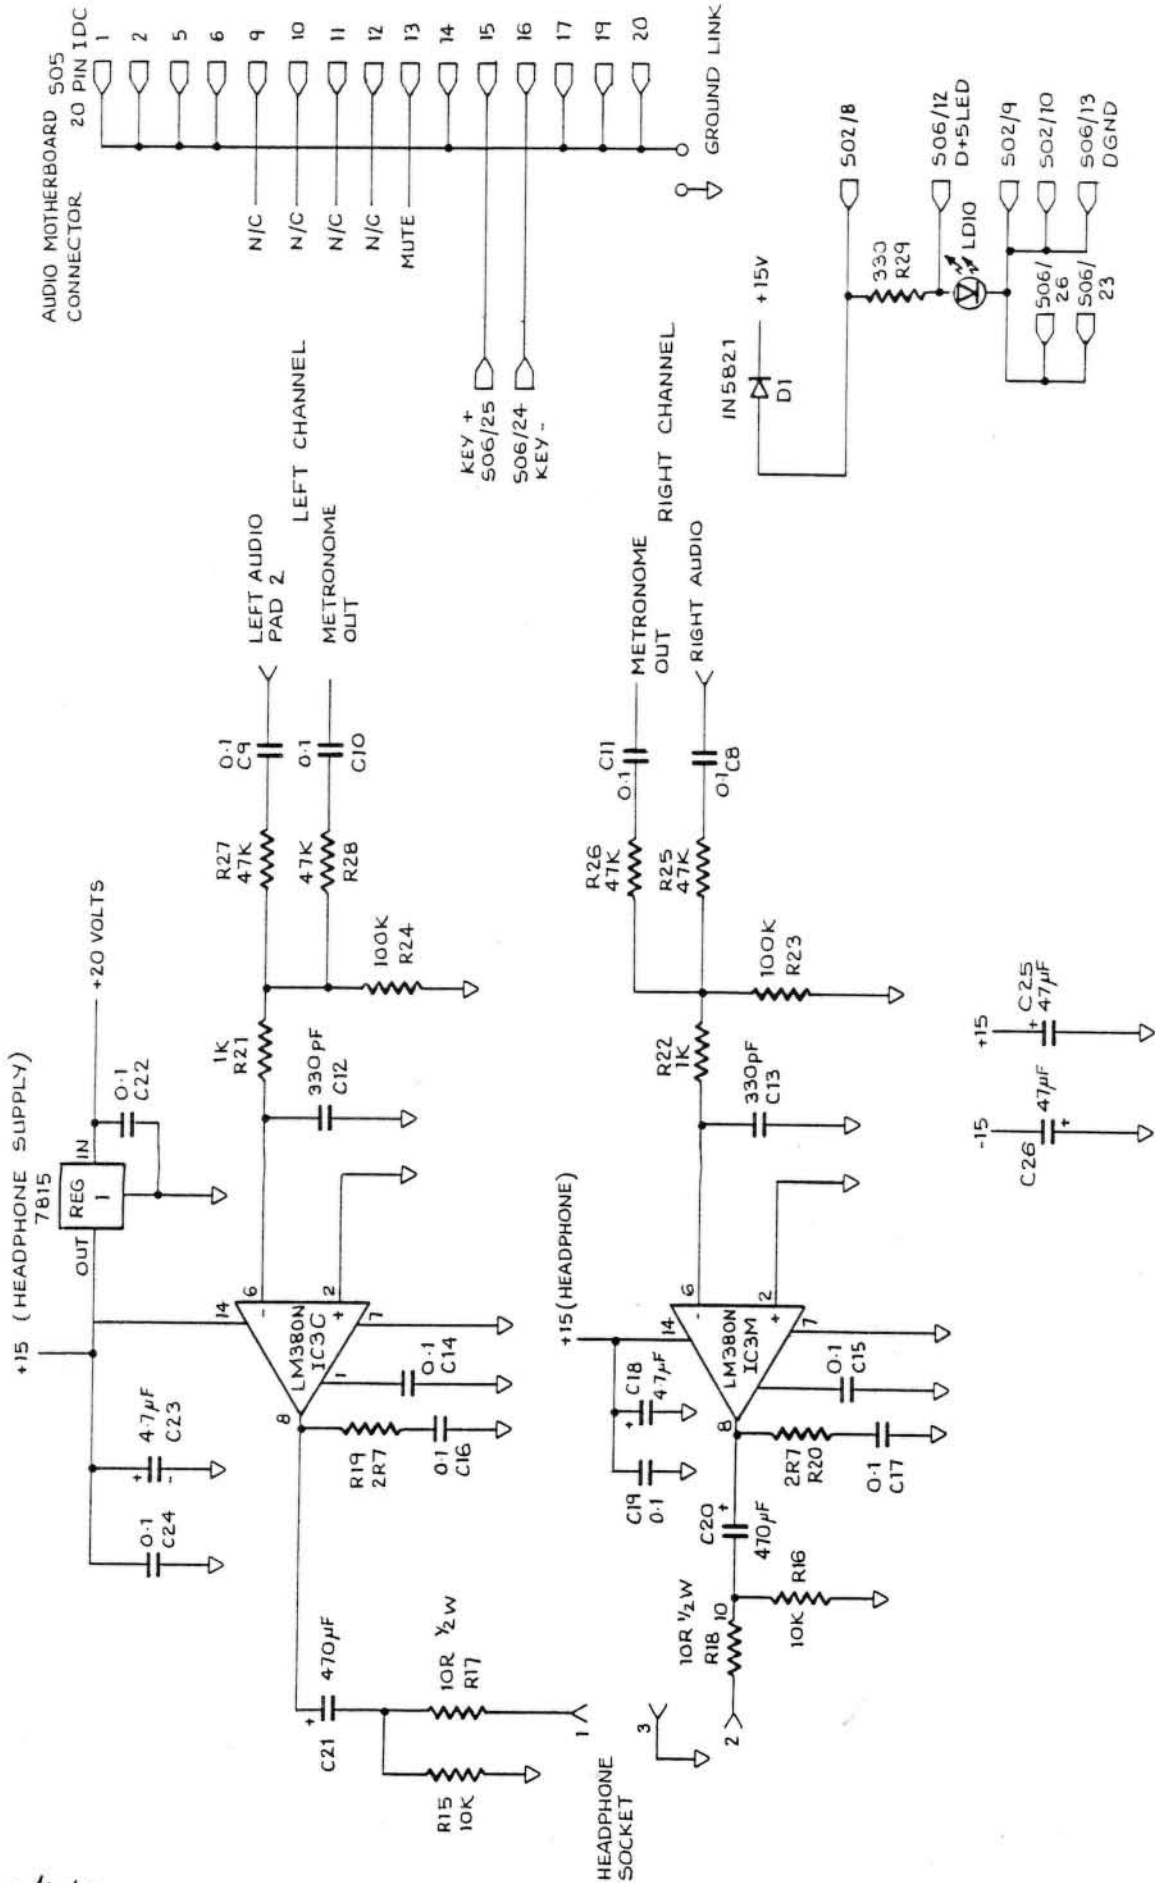 AUDIO MOTHERBOARD S05
CONNECTOR 20 PIN IDC
1
2
5
6
9
10
11
12
13
14
15
16
17
19
20
N/C
N/C
N/C
N/C
MUTE
KEY +
S06/25
S06/24
KEY -
GROUND LINK
+15 (HEADPHONE SUPPLY)
7815
OUT
REG
1
IN
+20 VOLTS
0·1
C22
4·7µF
C23
+
-
0·1
C24
LEFT AUDIO
PAD 2
LEFT CHANNEL
METRONOME
OUT
0·1
C9
0·1
C10
R27
47K
47K
R28
100K
R24
1K
R21
330pF
C12
14
6
-
2
+
7
1
8
LM380N
IC3C
0·1
C14
R19
2R7
0·1
C16
C21
+
470µF
10R ½W
R17
R15
10K
1
HEADPHONE
SOCKET
3
2
METRONOME
OUT
RIGHT CHANNEL
RIGHT AUDIO
C11
0·1
0·1
C8
R26
47K
R25
47K
100K
R23
R22
1K
330pF
C13
+15 (HEADPHONE)
14
6
-
2
+
7
8
LM380N
IC3M
C18
4·7µF
+
C19
0·1
0·1
C15
2R7
R20
0·1
C17
C20
+
470µF
R16
10K
10R ½W
R18
10
IN5821
D1
+15V
S02/8
330
R29
S06/12
D+5LED
LD10
S02/9
S02/10
S06/13
DGND
S06/
26
S06/
23
+15
+
C25
47µF
-15
C26
47µF
+